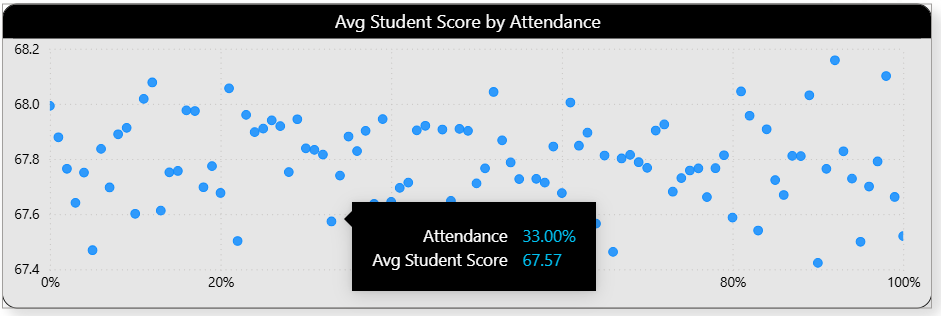 Avg Student Score by Attendance
68.2
68.0
67.8
67.6
67.4
Attendance 33.00%
Avg Student Score 67.57
0% 20% 80% 100%